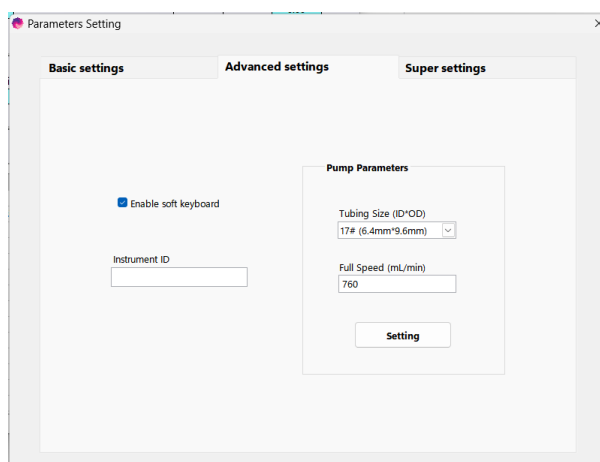 Parameters Setting
Basic settings
Advanced settings
Super settings
Pump Parameters
Enable soft keyboard
Tubing Size (ID*OD)
17# (6.4mm*9.6mm)
Instrument ID
Full Speed (mL/min)
760
Setting